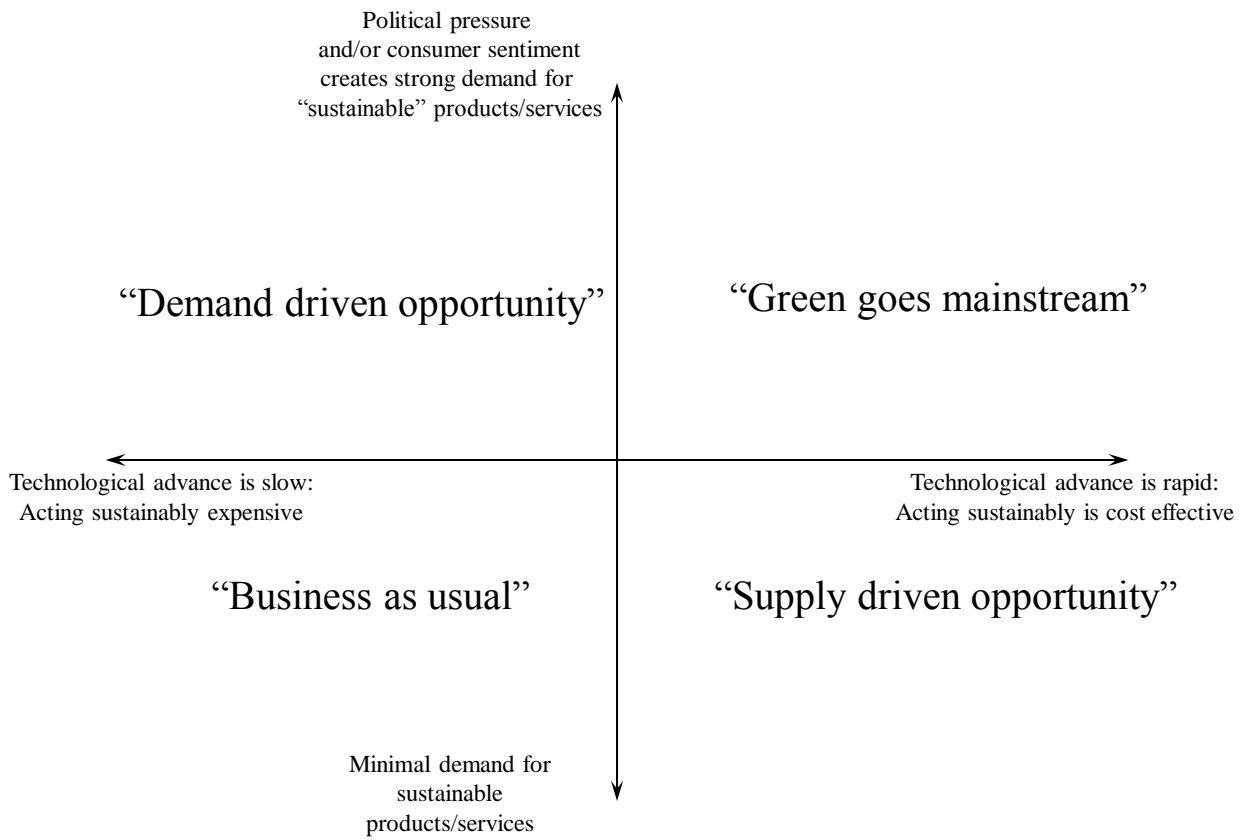 Political pressure
and/or consumer sentiment
creates strong demand for
“sustainable” products/services
“Demand driven opportunity”
“Green goes mainstream”
Technological advance is slow:
Acting sustainably expensive
Technological advance is rapid:
Acting sustainably is cost effective
“Business as usual”
“Supply driven opportunity”
Minimal demand for
sustainable
products/services